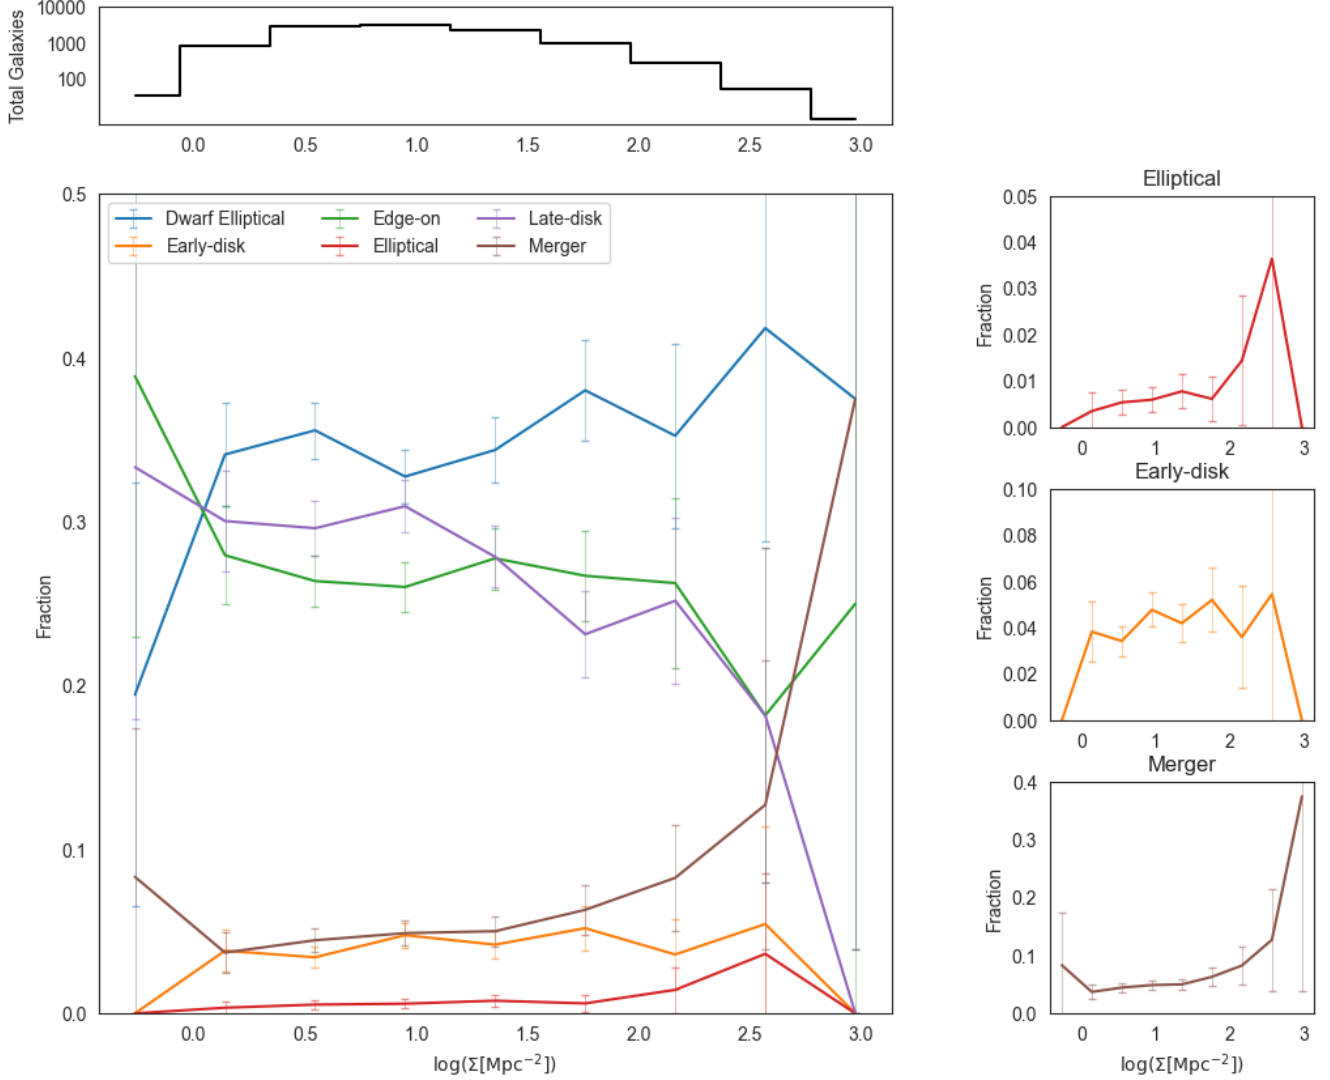 Total Galaxies
10000
1000
100
0.0 0.5 1.0 1.5 2.0 2.5 3.0
Fraction
0.5
0.4
0.3
0.2
0.1
0.0
Dwarf Elliptical Edge-on Late-disk
Early-disk Elliptical Merger
0.0 0.5 1.0 1.5 2.0 2.5 3.0
log(Σ[Mpc⁻²])
Elliptical
Fraction
0.05
0.04
0.03
0.02
0.01
0.00
0 1 2 3
Early-disk
Fraction
0.10
0.08
0.06
0.04
0.02
0.00
0 1 2 3
Merger
Fraction
0.4
0.3
0.2
0.1
0.0
0 1 2 3
log(Σ[Mpc⁻²])